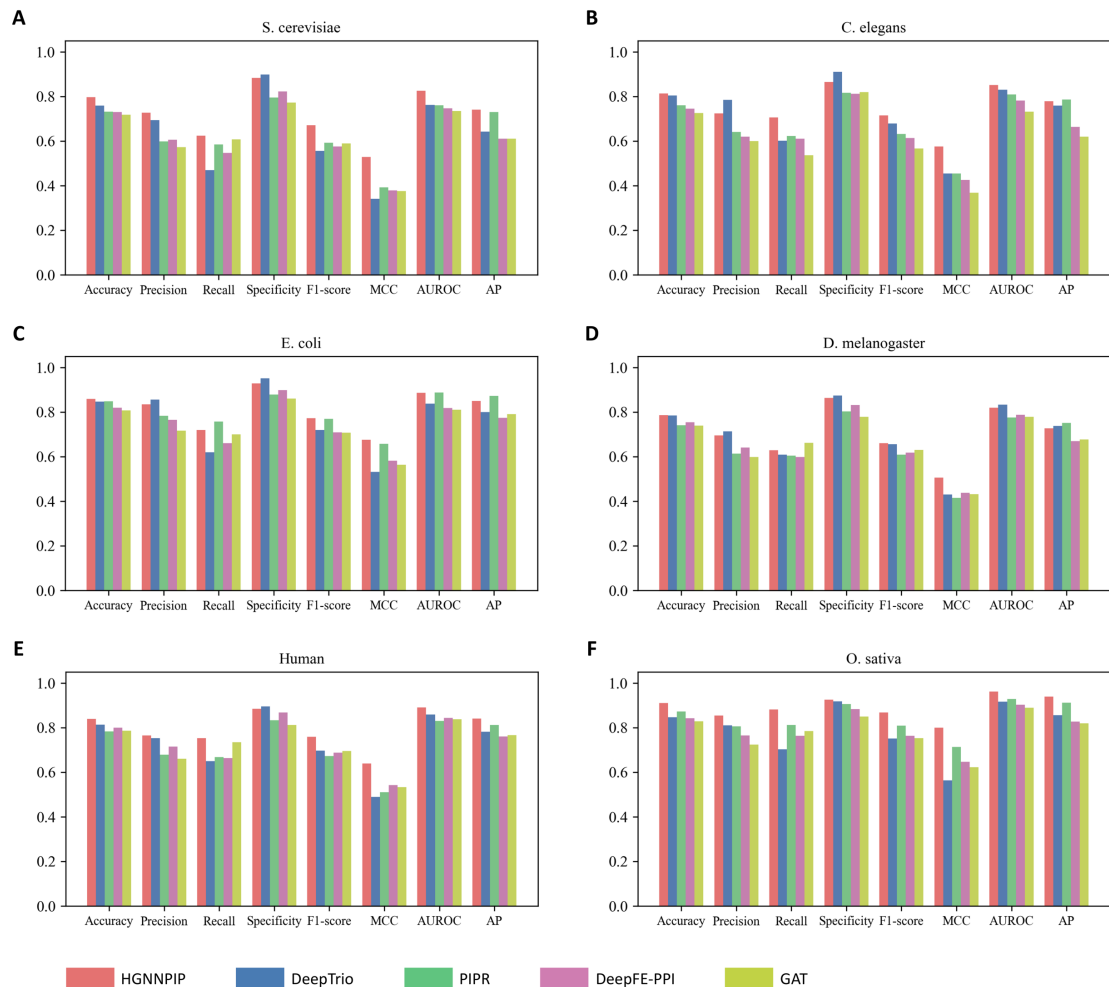 A
S. cerevisiae
1.0
0.8
0.6
0.4
0.2
0.0
Accuracy Precision Recall Specificity F1-score MCC AUROC AP
B
C. elegans
1.0
0.8
0.6
0.4
0.2
0.0
Accuracy Precision Recall Specificity F1-score MCC AUROC AP
C
E. coli
1.0
0.8
0.6
0.4
0.2
0.0
Accuracy Precision Recall Specificity F1-score MCC AUROC AP
D
D. melanogaster
1.0
0.8
0.6
0.4
0.2
0.0
Accuracy Precision Recall Specificity F1-score MCC AUROC AP
E
Human
1.0
0.8
0.6
0.4
0.2
0.0
Accuracy Precision Recall Specificity F1-score MCC AUROC AP
F
O. sativa
1.0
0.8
0.6
0.4
0.2
0.0
Accuracy Precision Recall Specificity F1-score MCC AUROC AP
HGNNPIP DeepTrio PIPR DeepFE-PPI GAT